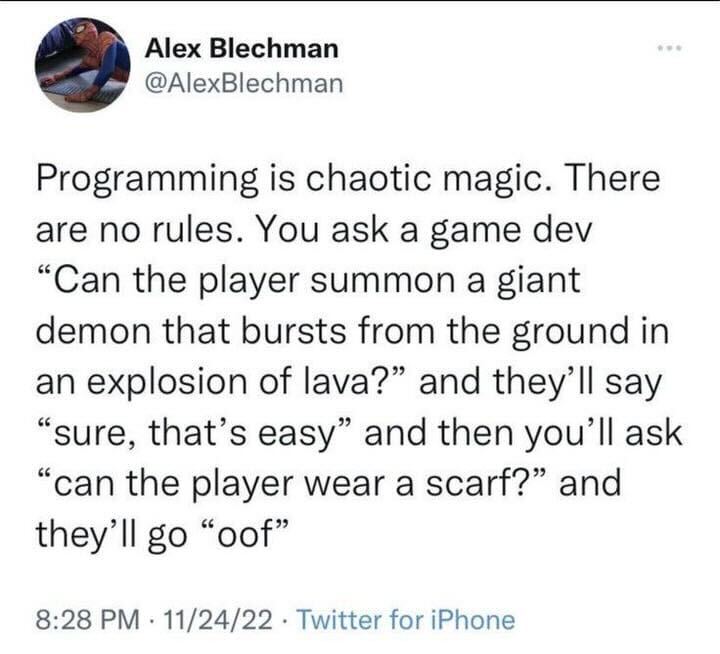 Alex Blechman
@AlexBlechman
Programming is chaotic magic. There
are no rules. You ask a game dev
“Can the player summon a giant
demon that bursts from the ground in
an explosion of lava?” and they’ll say
“sure, that’s easy” and then you’ll ask
“can the player wear a scarf?” and
they’ll go “oof”
8:28 PM · 11/24/22 · Twitter for iPhone